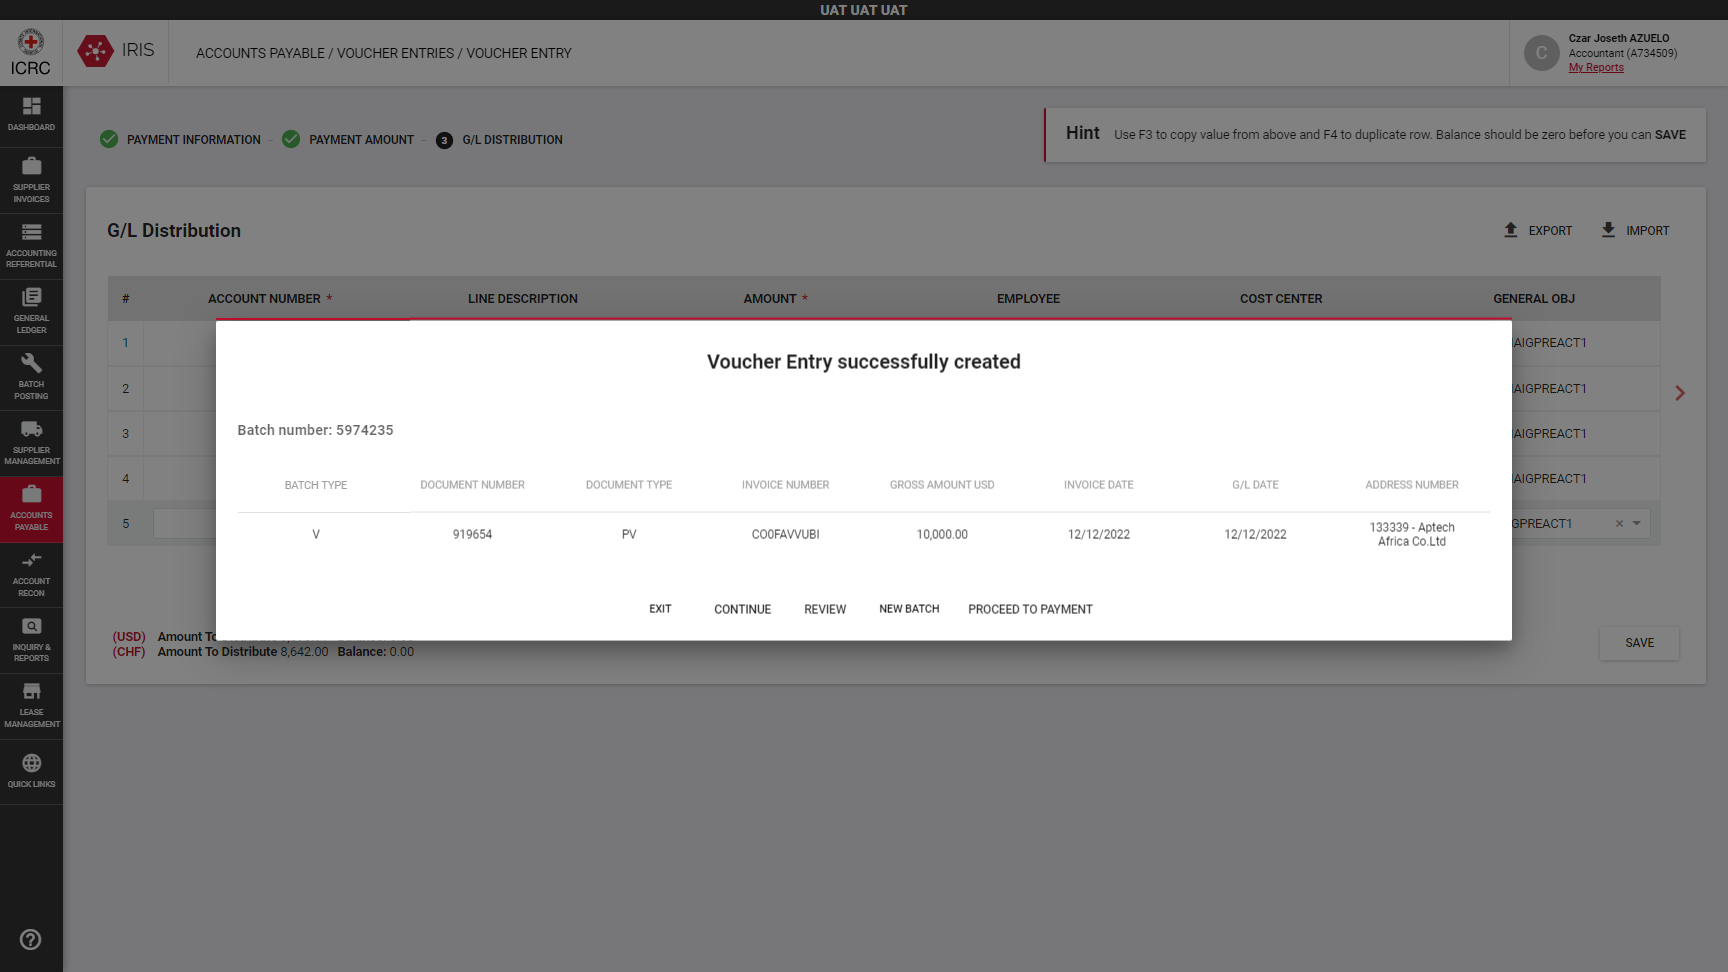 UAT UAT UAT
ICRC
IRIS
ACCOUNTS PAYABLE / VOUCHER ENTRIES / VOUCHER ENTRY
C
Czar Joseth AZUELO
Accountant (A734509)
My Reports
DASHBOARD
SUPPLIER
INVOICES
ACCOUNTING
REFERENTIAL
GENERAL
LEDGER
BATCH
POSTING
SUPPLIER
MANAGEMENT
ACCOUNTS
PAYABLE
ACCOUNT
RECON
INQUIRY &
REPORTS
LEASE
MANAGEMENT
QUICK LINKS
PAYMENT INFORMATION
PAYMENT AMOUNT
3 G/L DISTRIBUTION
Hint Use F3 to copy value from above and F4 to duplicate row. Balance should be zero before you can SAVE
G/L Distribution
EXPORT
IMPORT
# ACCOUNT NUMBER * LINE DESCRIPTION AMOUNT * EMPLOYEE COST CENTER GENERAL OBJ
1 AIGPREACT1
2 AIGPREACT1
3 AIGPREACT1
4 AIGPREACT1
5 GPREACT1 ×
Voucher Entry successfully created
Batch number: 5974235
BATCH TYPE DOCUMENT NUMBER DOCUMENT TYPE INVOICE NUMBER GROSS AMOUNT USD INVOICE DATE G/L DATE ADDRESS NUMBER
V 919654 PV CO0FAVVUBI 10,000.00 12/12/2022 12/12/2022 133339 - Aptech
Africa Co.Ltd
EXIT CONTINUE REVIEW NEW BATCH PROCEED TO PAYMENT
(USD) Amount To
(CHF) Amount To Distribute 8,642.00 Balance: 0.00
SAVE